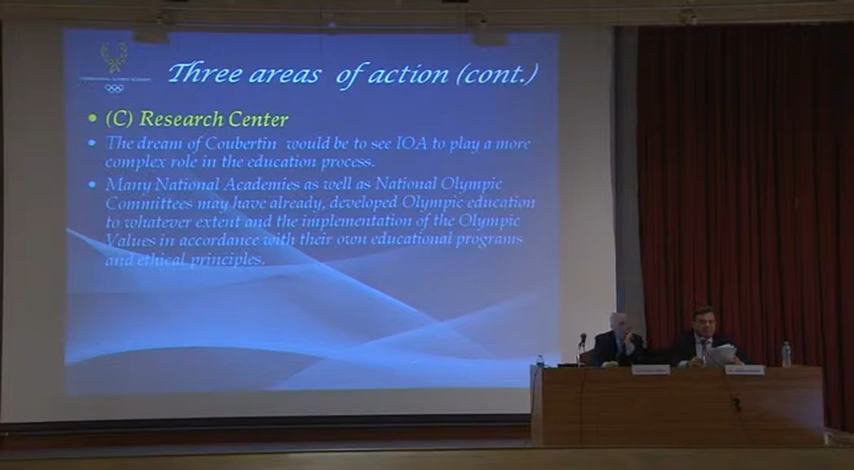 INTERNATIONAL OLYMPIC ACADEMY
Three areas of action (cont.)
• (C) Research Center
• The dream of Coubertin would be to see IOA to play a more
complex role in the education process.
• Many National Academies as well as National Olympic
Committees may have already, developed Olympic education
to whatever extent and the implementation of the Olympic
Values in accordance with their own educational programs
and ethical principles.